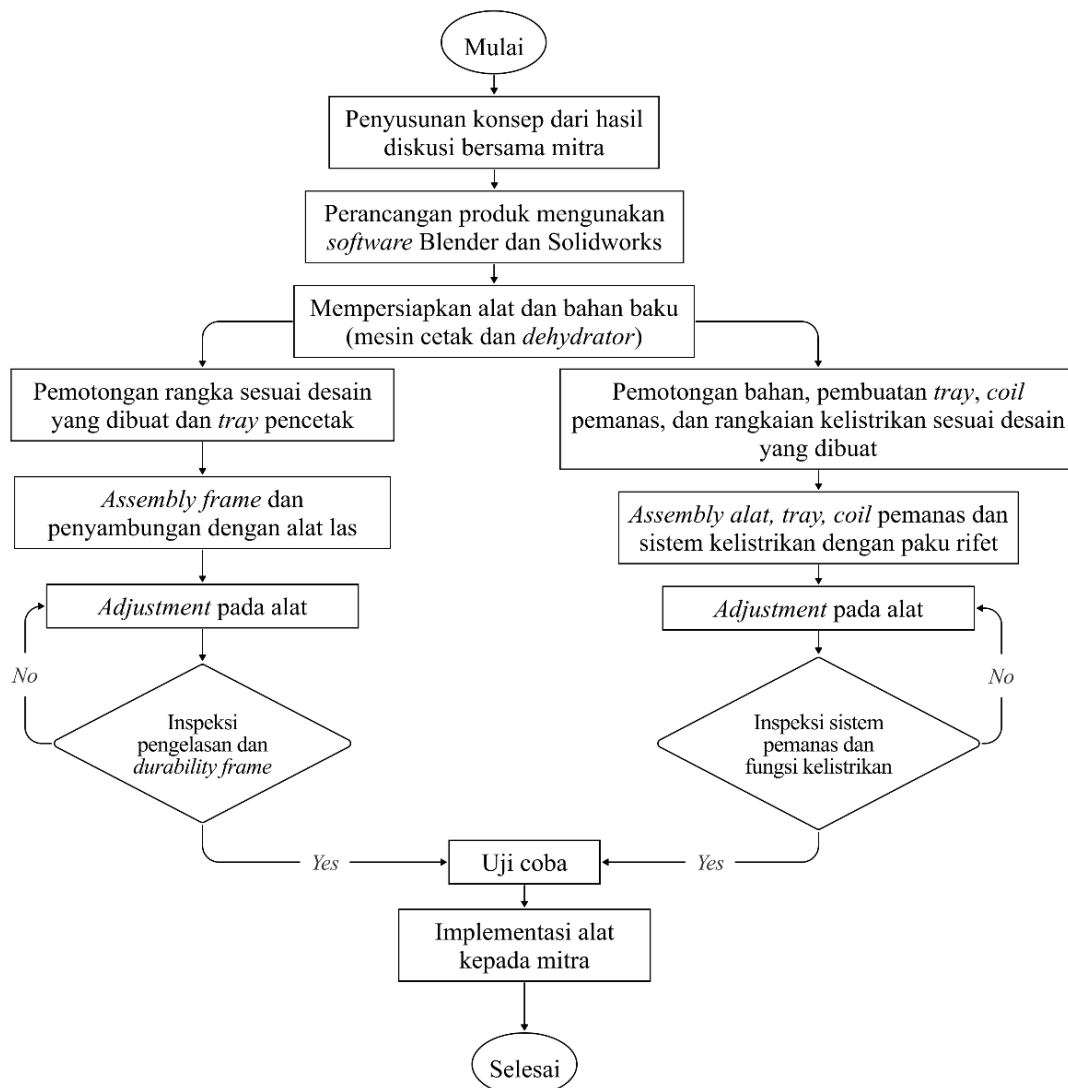 Mulai
Penyusunan konsep dari hasil
diskusi bersama mitra
Perancangan produk mengunakan
software Blender dan Solidworks
Mempersiapkan alat dan bahan baku
(mesin cetak dan dehydrator)
Pemotongan rangka sesuai desain
yang dibuat dan tray pencetak
Assembly frame dan
penyambungan dengan alat las
Adjustment pada alat
No
Inspeksi
pengelasan dan
durability frame
Yes
Pemotongan bahan, pembuatan tray, coil
pemanas, dan rangkaian kelistrikan sesuai desain
yang dibuat
Assembly alat, tray, coil pemanas dan
sistem kelistrikan dengan paku rifet
Adjustment pada alat
No
Inspeksi sistem
pemanas dan
fungsi kelistrikan
Yes
Uji coba
Implementasi alat
kepada mitra
Selesai